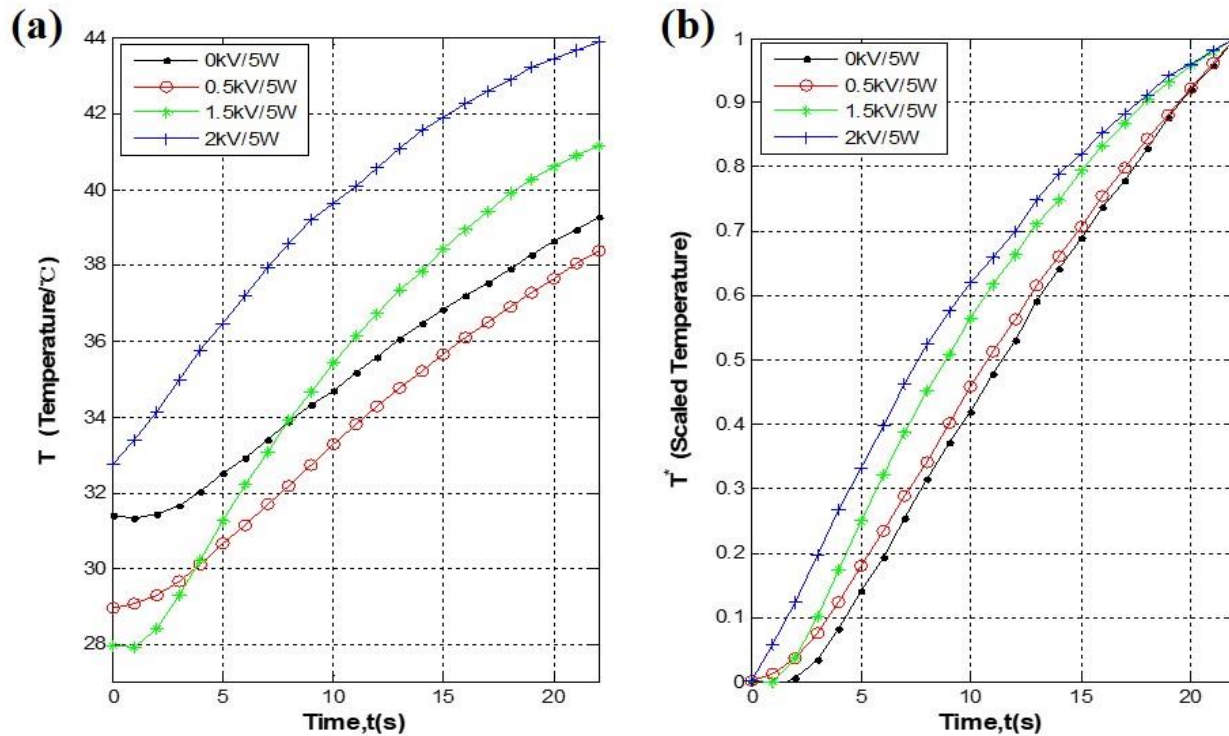 (a)
44
42
40
38
36
34
32
30
28
0kV/5W
0.5kV/5W
1.5kV/5W
2kV/5W
T (Temperature/℃)
0 5 10 15 20
Time,t(s)
(b)
1
0.9
0.8
0.7
0.6
0.5
0.4
0.3
0.2
0.1
0
0kV/5W
0.5kV/5W
1.5kV/5W
2kV/5W
T* (Scaled Temperature)
0 5 10 15 20
Time,t(s)